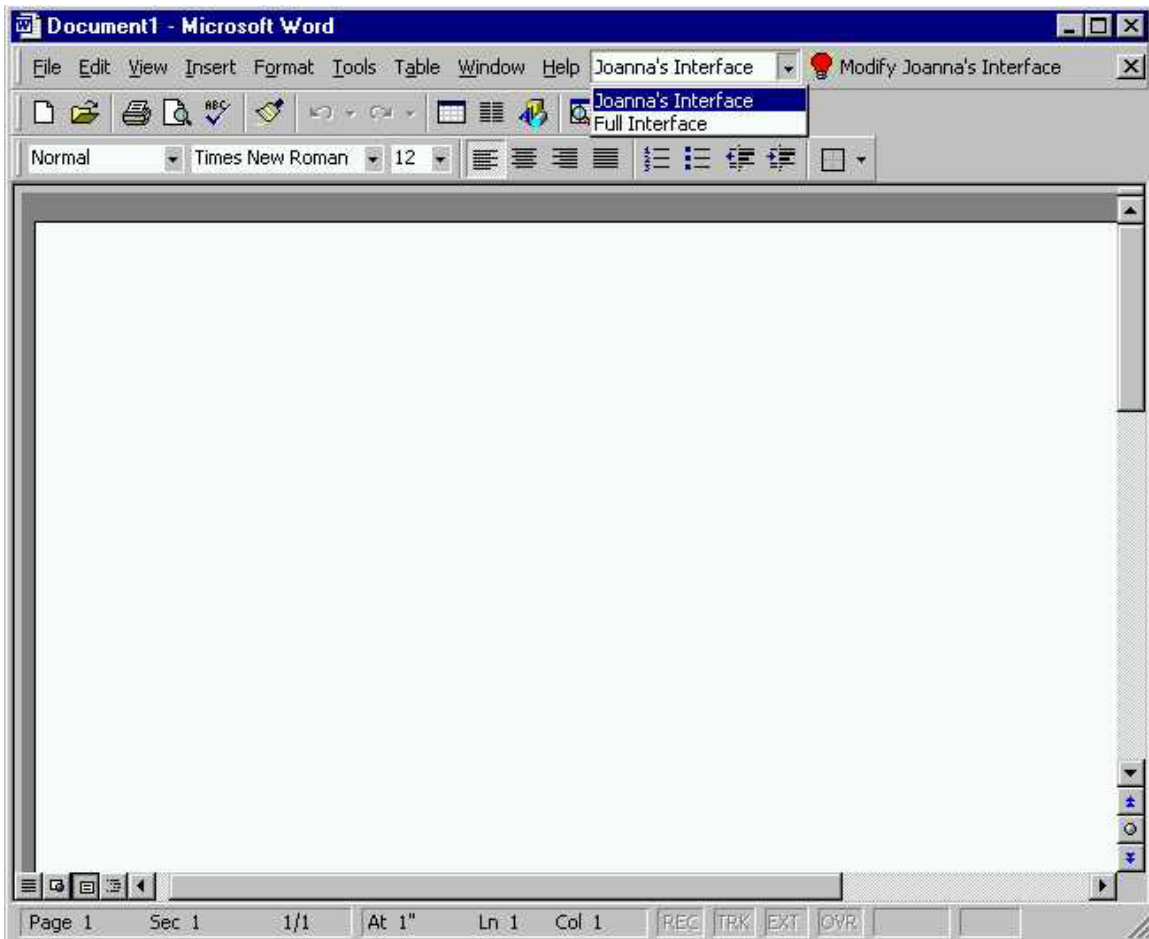 Document1 - Microsoft Word
File Edit View Insert Format Tools Table Window Help Joanna's Interface Modify Joanna's Interface
ABC
Joanna's Interface
Full Interface
Normal Times New Roman 12
Page 1 Sec 1 1/1 At 1" Ln 1 Col 1 REC TRK EXT OVR